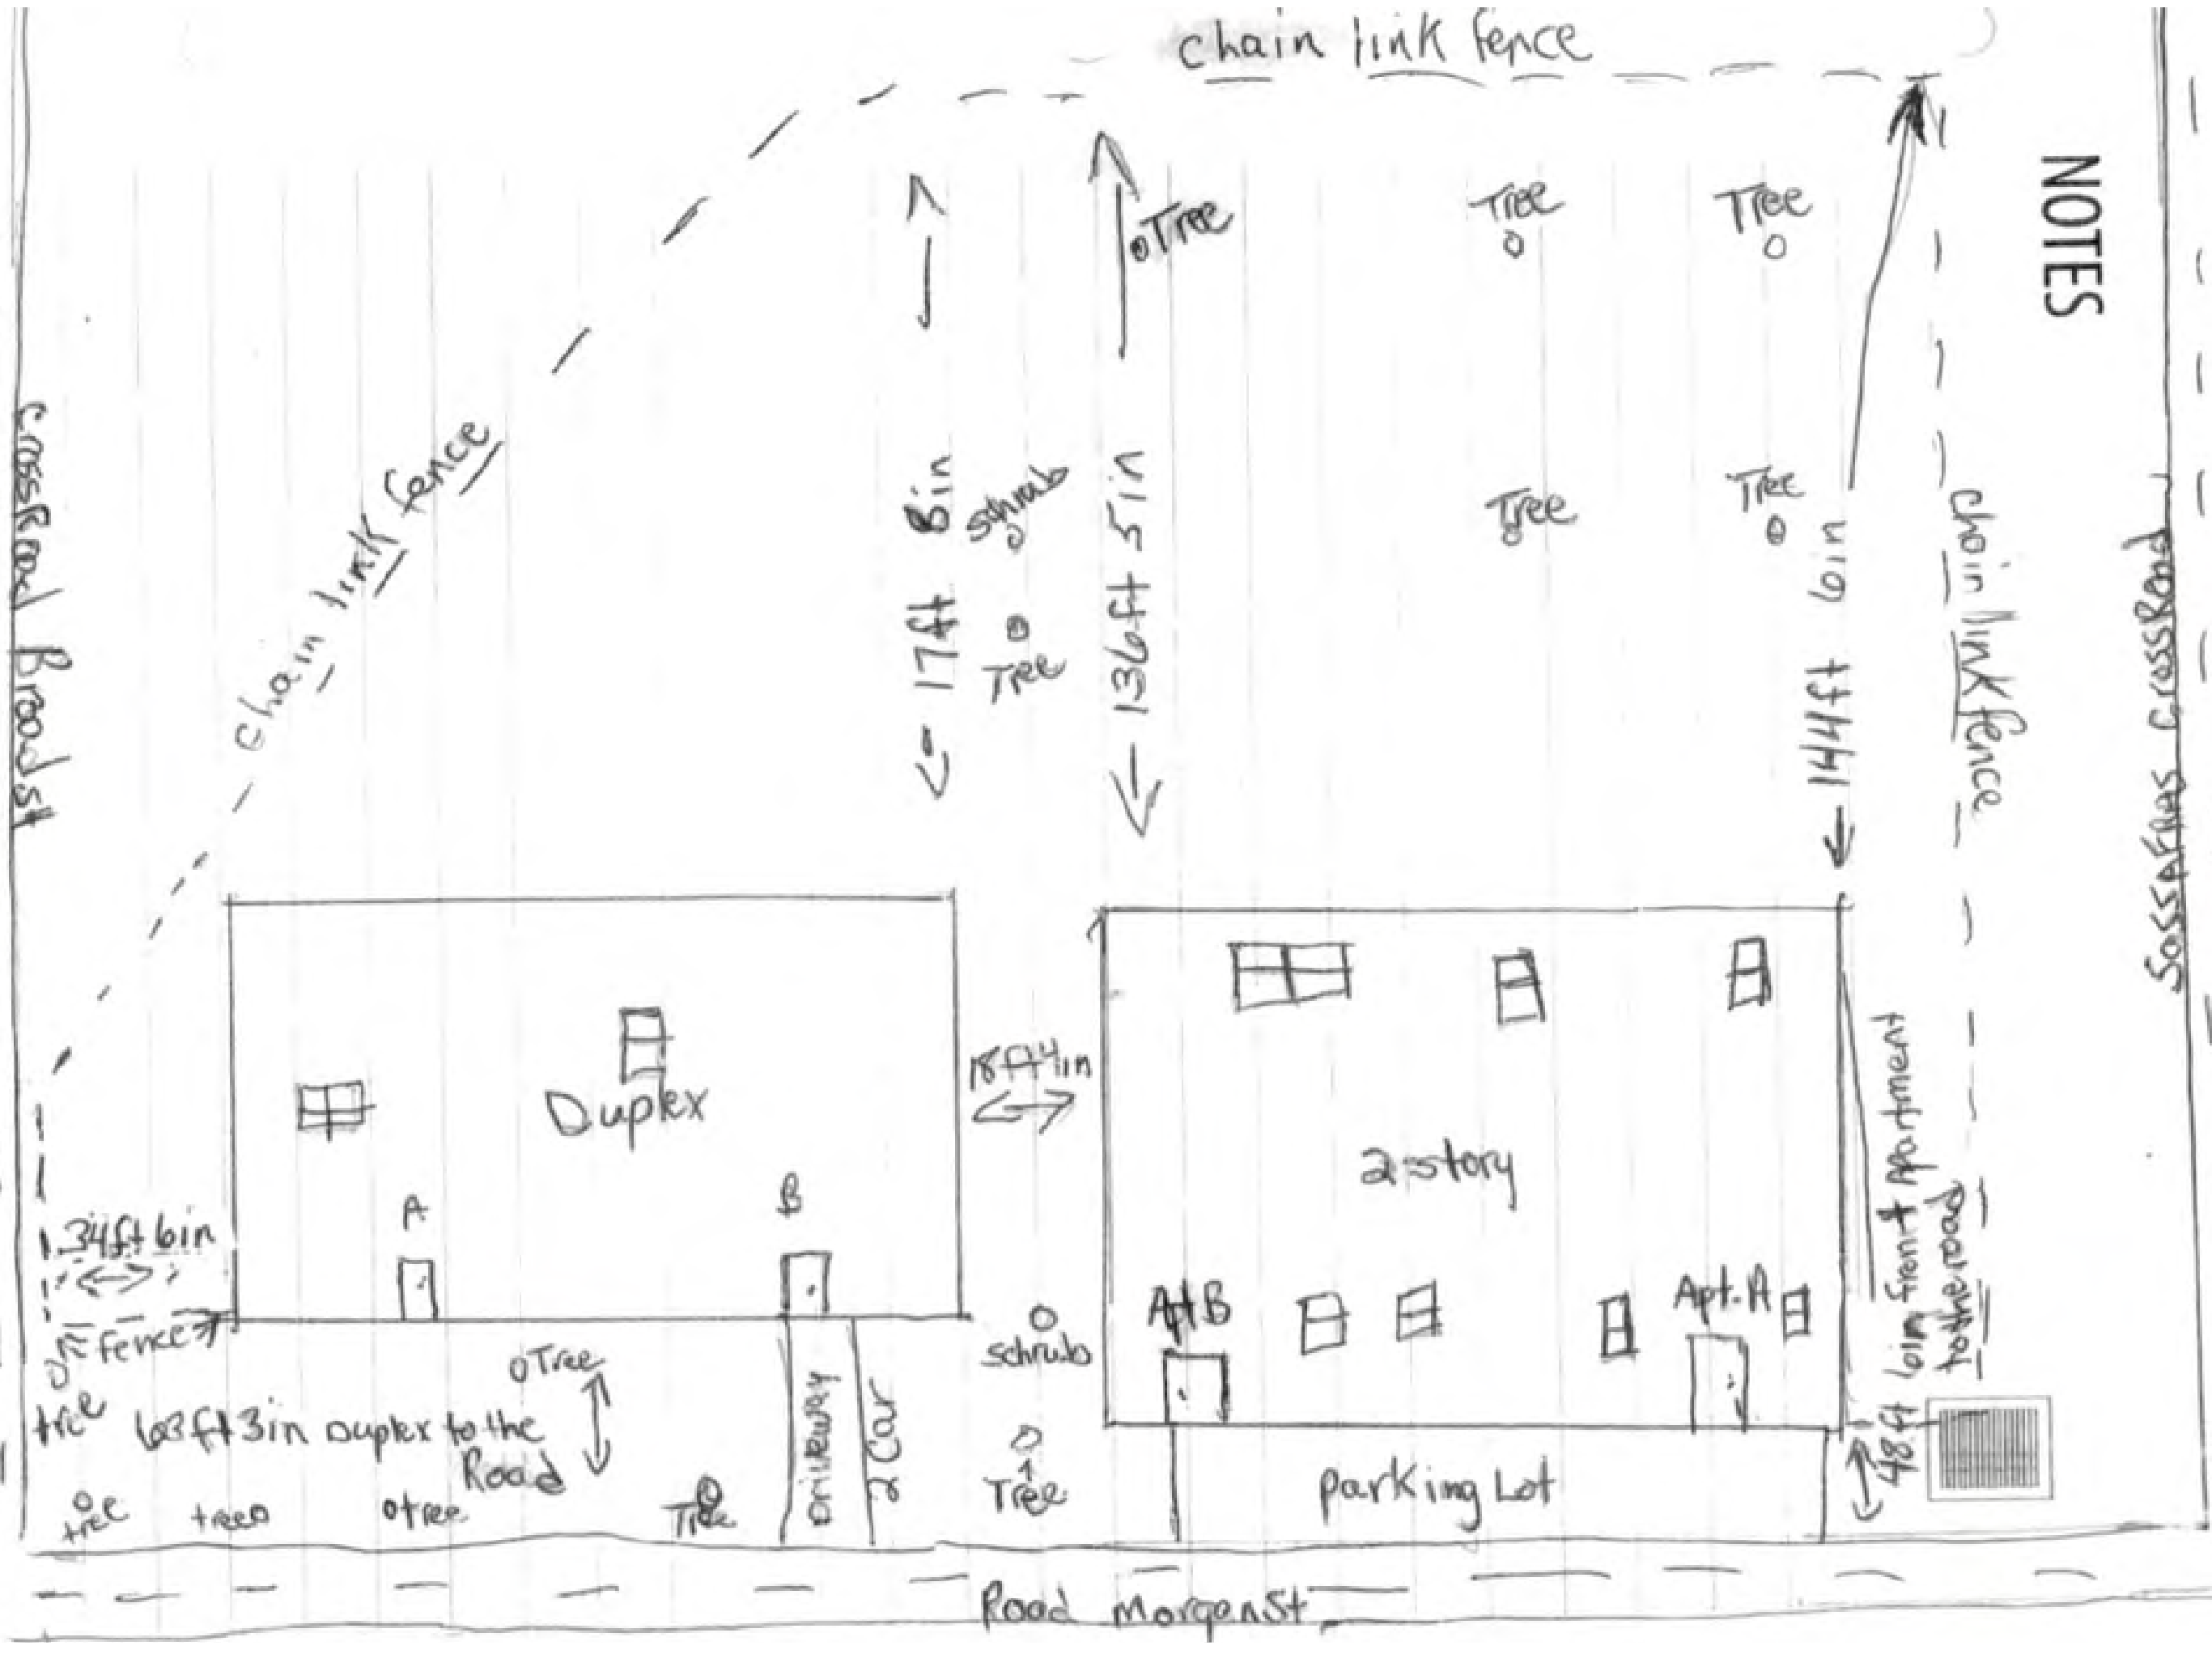 chain link fence
NOTES
Tree
Tree
Tree
chain link fence
CrossRoad Broad st
17ft 8in
Schrub
Tree
136ft 5in
Tree
Tree
144ft 6in
chain link fence
Sassafras CrossRoad
Duplex
A
B
18ft 4in
2-story
34ft 6in
fence
Apt B
Apt. A
48ft 6in front Apartment
to the road
tree
Tree
63ft 3in Duplex to the
Road
Driveway
2 Car
schrub
Tree
parking Lot
tree
tree
tree
Tree
Road Morgan St